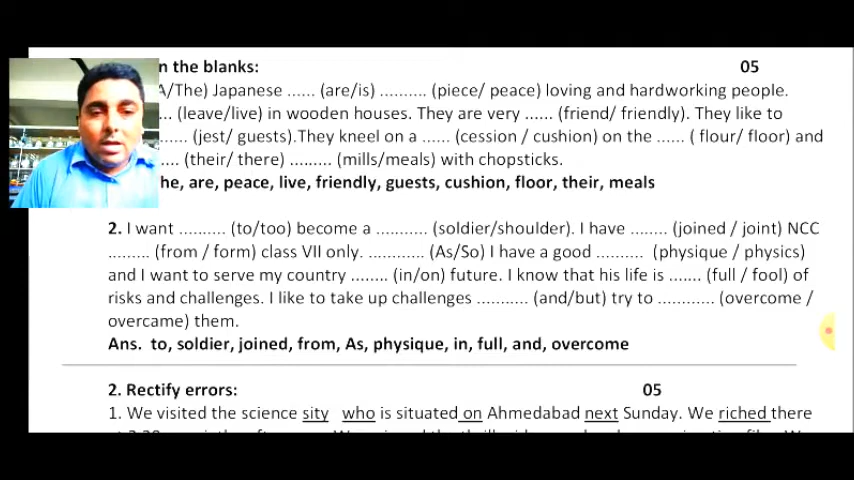 n the blanks: 05
A/The) Japanese ...... (are/is) .......... (piece/ peace) loving and hardworking people.
... (leave/live) in wooden houses. They are very ...... (friend/ friendly). They like to
...... (jest/ guests).They kneel on a ...... (cession / cushion) on the ...... ( flour/ floor) and
.... (their/ there) ......... (mills/meals) with chopsticks.
he, are, peace, live, friendly, guests, cushion, floor, their, meals
2. I want .......... (to/too) become a ........... (soldier/shoulder). I have ........ (joined / joint) NCC
......... (from / form) class VII only. ............ (As/So) I have a good .......... (physique / physics)
and I want to serve my country ........ (in/on) future. I know that his life is ....... (full / fool) of
risks and challenges. I like to take up challenges ........... (and/but) try to ............ (overcome /
overcame) them.
Ans. to, soldier, joined, from, As, physique, in, full, and, overcome
2. Rectify errors: 05
1. We visited the science sity who is situated on Ahmedabad next Sunday. We riched there